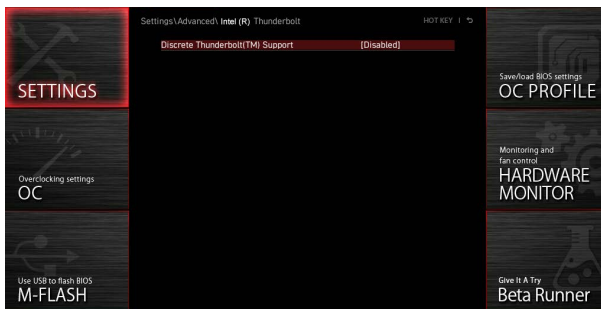 Settings\Advanced\ Intel (R) Thunderbolt
HOT KEY |
Discrete Thunderbolt(TM) Support [Disabled]
SETTINGS
Overclocking settings
OC
Use USB to flash BIOS
M-FLASH
Save/load BIOS settings
OC PROFILE
Monitoring and
fan control
HARDWARE
MONITOR
Give It A Try
Beta Runner